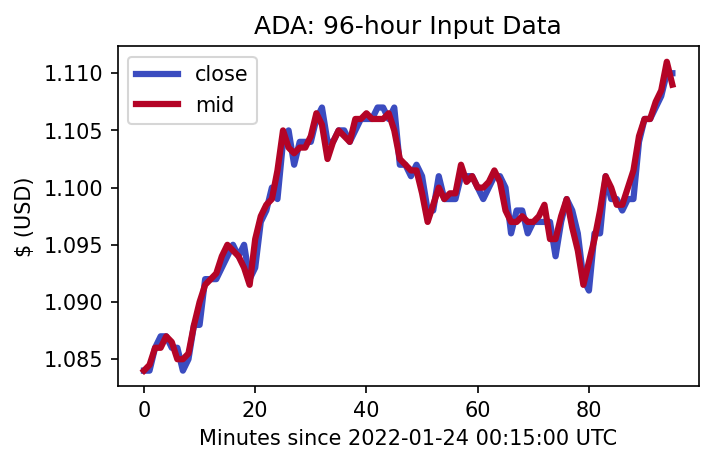 ADA: 96-hour Input Data
close
mid
$ (USD)
1.110
1.105
1.100
1.095
1.090
1.085
0
20
40
60
80
Minutes since 2022-01-24 00:15:00 UTC